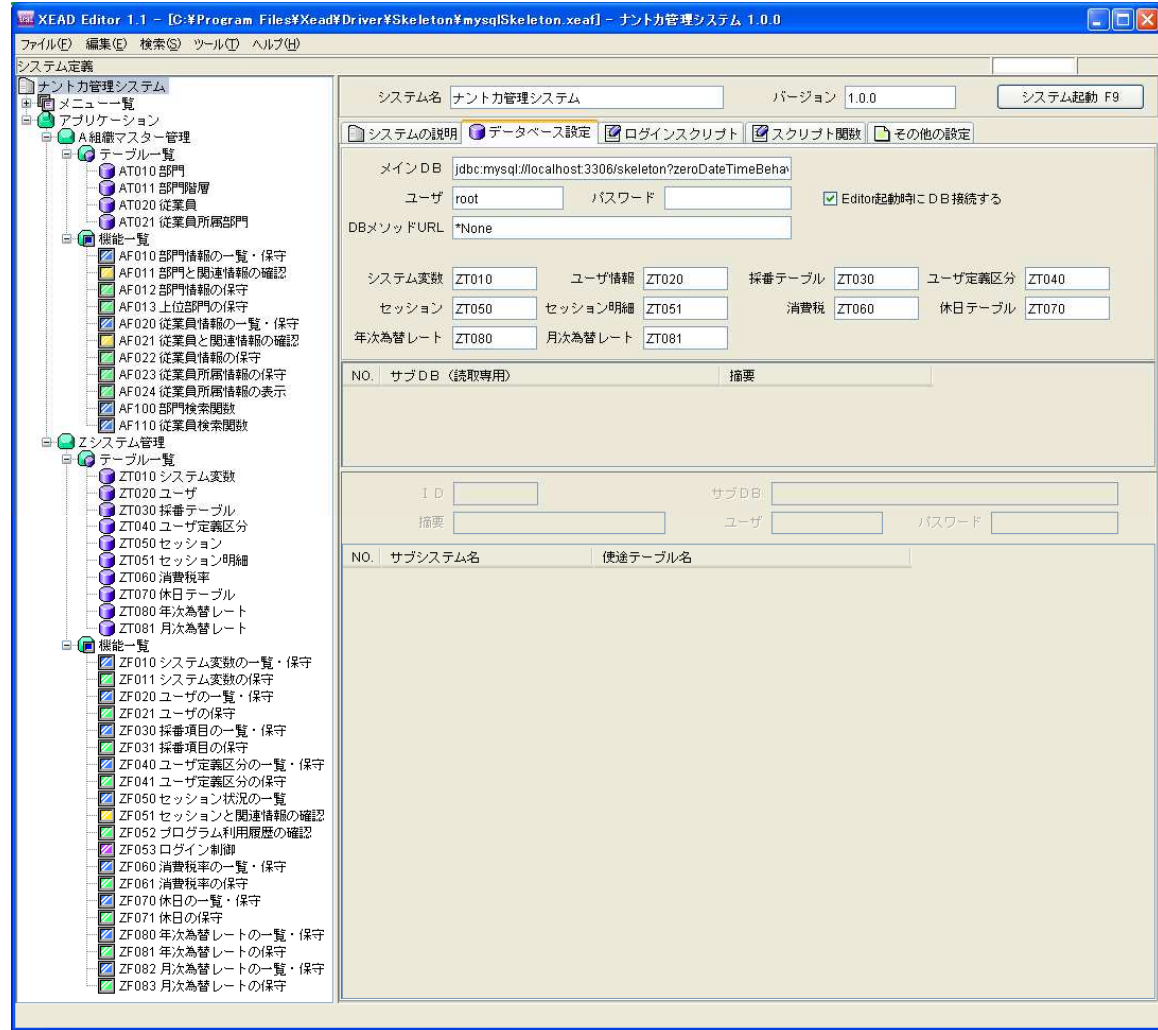 XEAD Editor 1.1 - [C:¥Program Files¥Xead¥Driver¥Skeleton¥mysqlSkeleton.xeaf] - ナントカ管理システム 1.0.0
ファイル(F) 編集(E) 検索(S) ツール(T) ヘルプ(H)
システム定義
ナントカ管理システム
メニュー一覧
アプリケーション
A 組織マスター管理
テーブル一覧
AT010 部門
AT011 部門階層
AT020 従業員
AT021 従業員所属部門
機能一覧
AF010 部門情報の一覧・保守
AF011 部門と関連情報の確認
AF012 部門情報の保守
AF013 上位部門の保守
AF020 従業員情報の一覧・保守
AF021 従業員と関連情報の確認
AF022 従業員情報の保守
AF023 従業員所属情報の保守
AF024 従業員所属情報の表示
AF100 部門検索関数
AF110 従業員検索関数
Z システム管理
テーブル一覧
ZT010 システム変数
ZT020 ユーザ
ZT030 採番テーブル
ZT040 ユーザ定義区分
ZT050 セッション
ZT051 セッション明細
ZT060 消費税率
ZT070 休日テーブル
ZT080 年次為替レート
ZT081 月次為替レート
機能一覧
ZF010 システム変数の一覧・保守
ZF011 システム変数の保守
ZF020 ユーザの一覧・保守
ZF021 ユーザの保守
ZF030 採番項目の一覧・保守
ZF031 採番項目の保守
ZF040 ユーザ定義区分の一覧・保守
ZF041 ユーザ定義区分の保守
ZF050 セッション状況の一覧
ZF051 セッションと関連情報の確認
ZF052 プログラム利用履歴の確認
ZF053 ログイン制御
ZF060 消費税率の一覧・保守
ZF061 消費税率の保守
ZF070 休日の一覧・保守
ZF071 休日の保守
ZF080 年次為替レートの一覧・保守
ZF081 年次為替レートの保守
ZF082 月次為替レートの一覧・保守
ZF083 月次為替レートの保守
システム名 ナントカ管理システム バージョン 1.0.0 システム起動 F9
システムの説明 データベース設定 ログインスクリプト スクリプト関数 その他の設定
メインDB jdbc:mysql://localhost:3306/skeleton?zeroDateTimeBehav
ユーザ root パスワード Editor起動時にDB接続する
DBメソッドURL *None
システム変数 ZT010 ユーザ情報 ZT020 採番テーブル ZT030 ユーザ定義区分 ZT040
セッション ZT050 セッション明細 ZT051 消費税 ZT060 休日テーブル ZT070
年次為替レート ZT080 月次為替レート ZT081
NO. サブDB(読取専用) 摘要
ID サブDB
摘要 ユーザ パスワード
NO. サブシステム名 使途テーブル名